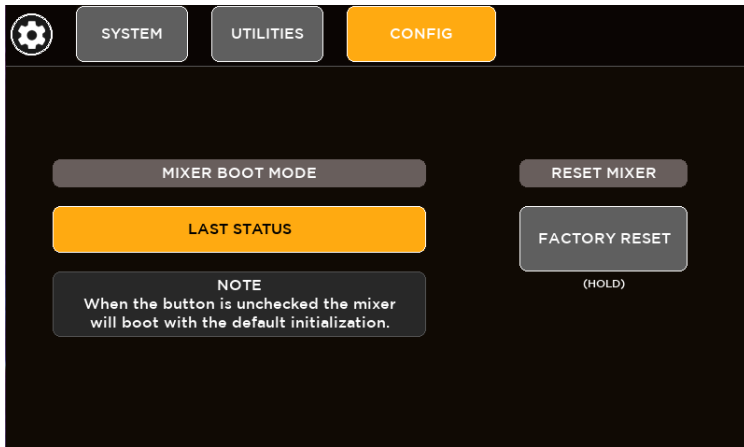 SYSTEM
UTILITIES
CONFIG
MIXER BOOT MODE
RESET MIXER
LAST STATUS
FACTORY RESET
(HOLD)
NOTE
When the button is unchecked the mixer
will boot with the default initialization.